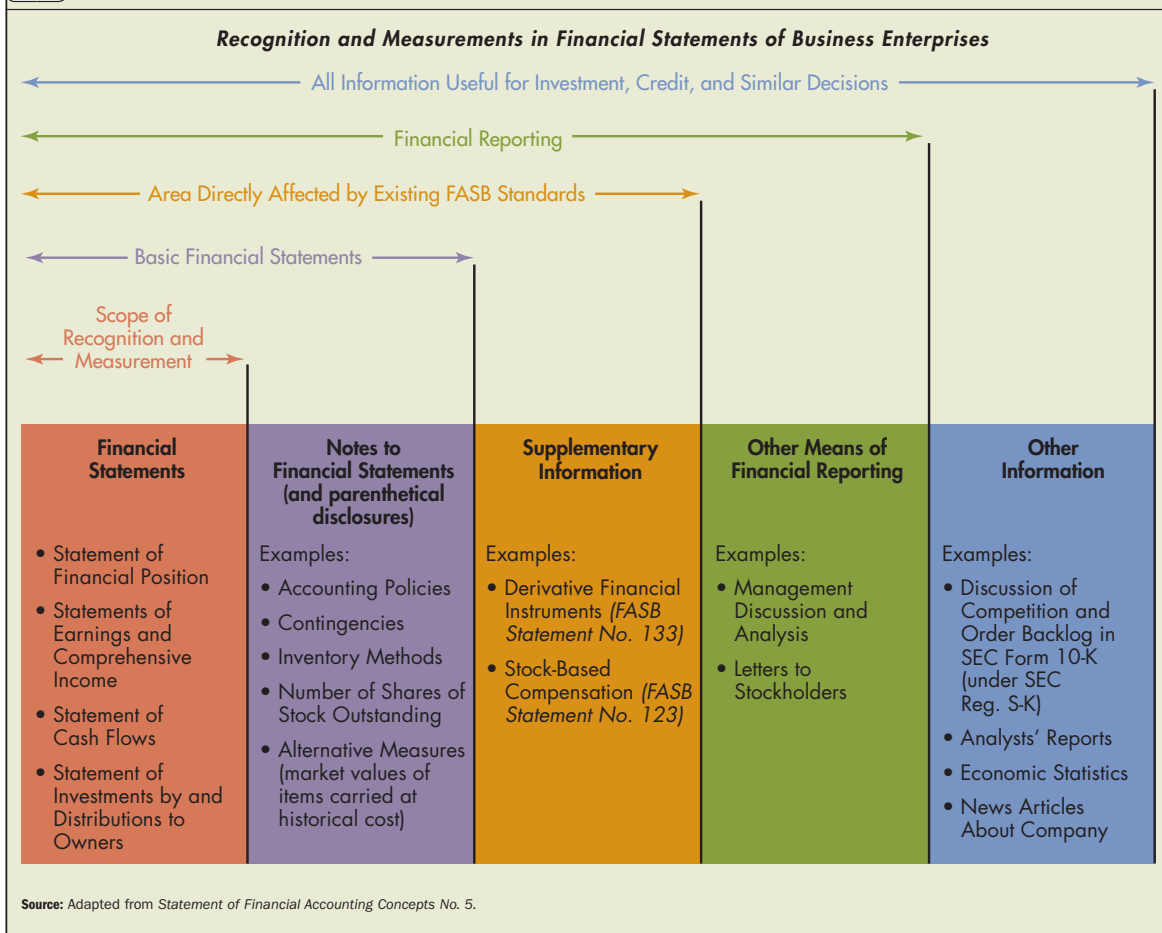 Recognition and Measurements in Financial Statements of Business Enterprises
All Information Useful for Investment, Credit, and Similar Decisions
Financial Reporting
Area Directly Affected by Existing FASB Standards
Basic Financial Statements
Scope of
Recognition and
Measurement
Financial
Statements
• Statement of
Financial Position
• Statements of
Earnings and
Comprehensive
Income
• Statement of
Cash Flows
• Statement of
Investments by and
Distributions to
Owners
Notes to
Financial Statements
(and parenthetical
disclosures)
Examples:
• Accounting Policies
• Contingencies
• Inventory Methods
• Number of Shares of
Stock Outstanding
• Alternative Measures
(market values of
items carried at
historical cost)
Supplementary
Information
Examples:
• Derivative Financial
Instruments (FASB
Statement No. 133)
• Stock-Based
Compensation (FASB
Statement No. 123)
Other Means of
Financial Reporting
Examples:
• Management
Discussion and
Analysis
• Letters to
Stockholders
Other
Information
Examples:
• Discussion of
Competition and
Order Backlog in
SEC Form 10-K
(under SEC
Reg. S-K)
• Analysts' Reports
• Economic Statistics
• News Articles
About Company
Source: Adapted from Statement of Financial Accounting Concepts No. 5.